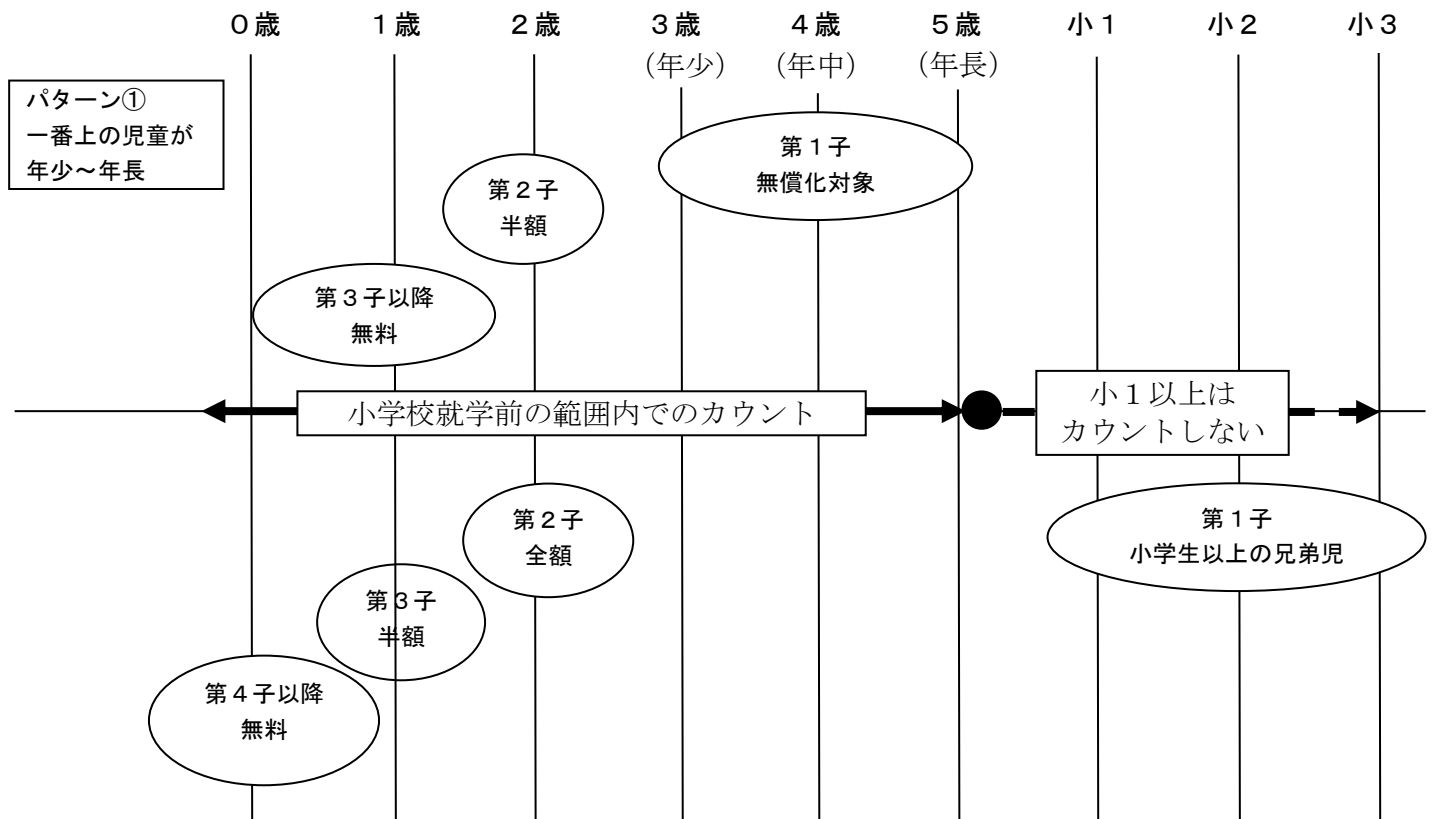 ０歳 １歳 ２歳 ３歳 ４歳 ５歳 小１ 小２ 小３
（年少） （年中） （年長）
パターン①
一番上の児童が
年少～年長
第１子
無償化対象
第２子
半額
第３子以降
無料
小学校就学前の範囲内でのカウント
小１以上は
カウントしない
第２子
全額
第１子
小学生以上の兄弟児
第３子
半額
第４子以降
無料